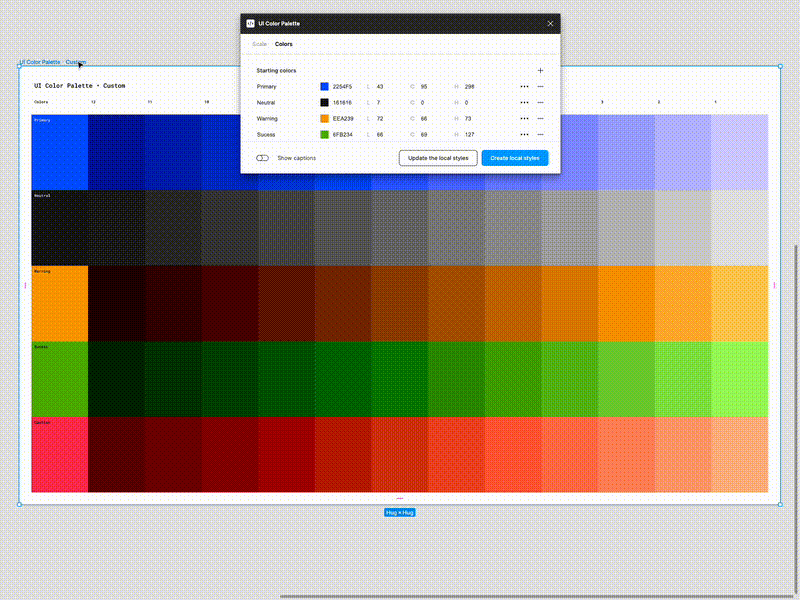 UI Color Palette
Scale Colors
Starting colors
Primary 2254F5 L 43 C 95 H 298
Neutral 161616 L 7 C 0 H 0
Warning EEA239 L 72 C 66 H 73
Sucess 6FB234 L 66 C 69 H 127
Show captions
Update the local styles
Create local styles
UI Color Palette · Custom
UI Color Palette • Custom
Colors 12 11 10 3 2 1
Primary
Neutral
Warning
Hug × Hug